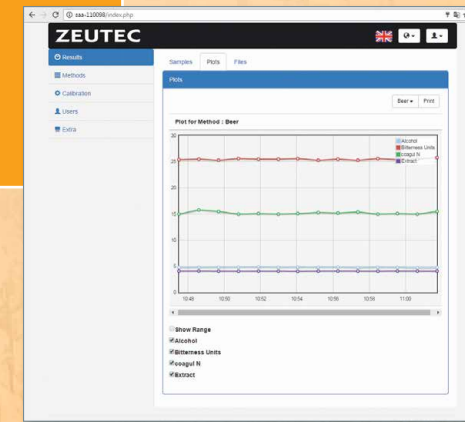 saa-110098/index.php
ZEUTEC
Results
Methods
Calibration
Users
Extra
Samples Plots Files
Plots
Beer Print
Plot for Method : Beer
30
25
20
15
10
5
0
Alcohol
Bitterness Units
coagul N
Extract
10:48 10:50 10:52 10:54 10:56 10:58 11:00
Show Range
Alcohol
Bitterness Units
coagul N
Extract